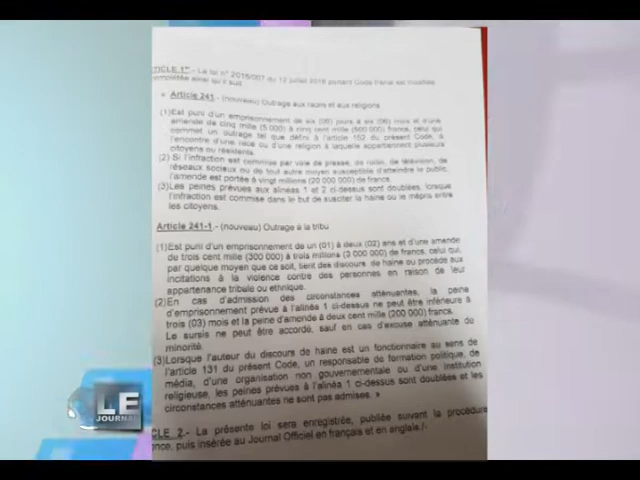 TICLE 1er.- La loi n° 2016/007 du 12 juillet 2016 portant Code Pénal est modifiée
complétée ainsi qu'il suit
« Article 241.- (nouveau) Outrage aux races et aux religions
(1)Est puni d'un emprisonnement de six (06) jours à six (06) mois et d'une
amende de cinq mille (5 000) à cinq cent mille (500 000) francs, celui qui
commet un outrage tel que défini à l'article 152 du présent Code, à
l'encontre d'une race ou d'une religion à laquelle appartiennent plusieurs
citoyens ou résidents.
(2) Si l'infraction est commise par voie de presse, de radio, de télévision, de
réseaux sociaux ou de tout autre moyen susceptible d'atteindre le public,
l'amende est portée à vingt millions (20 000 000) de francs.
(3)Les peines prévues aux alinéas 1 et 2 ci-dessus sont doublées, lorsque
l'infraction est commise dans le but de susciter la haine ou le mépris entre
les citoyens.
Article 241-1.- (nouveau) Outrage à la tribu
(1)Est puni d'un emprisonnement de un (01) à deux (02) ans et d'une amende
de trois cent mille (300 000) à trois millions (3 000 000) de francs, celui qui,
par quelque moyen que ce soit, tient des discours de haine ou procède aux
incitations à la violence contre des personnes en raison de leur
appartenance tribale ou ethnique.
(2)En cas d'admission des circonstances atténuantes, la peine
d'emprisonnement prévue à l'alinéa 1 ci-dessus ne peut être inférieure à
trois (03) mois et la peine d'amende à deux cent mille (200 000) francs.
Le sursis ne peut être accordé, sauf en cas d'excuse atténuante de
minorité.
(3)Lorsque l'auteur du discours de haine est un fonctionnaire au sens de
l'article 131 du présent Code, un responsable de formation politique, de
média, d'une organisation non gouvernementale ou d'une institution
religieuse, les peines prévues à l'alinéa 1 ci-dessus sont doublées et les
circonstances atténuantes ne sont pas admises. »
CLE 2.- La présente loi sera enregistrée, publiée suivant la procédure
ence, puis insérée au Journal Officiel en français et en anglais./-
LE
JOURNAL